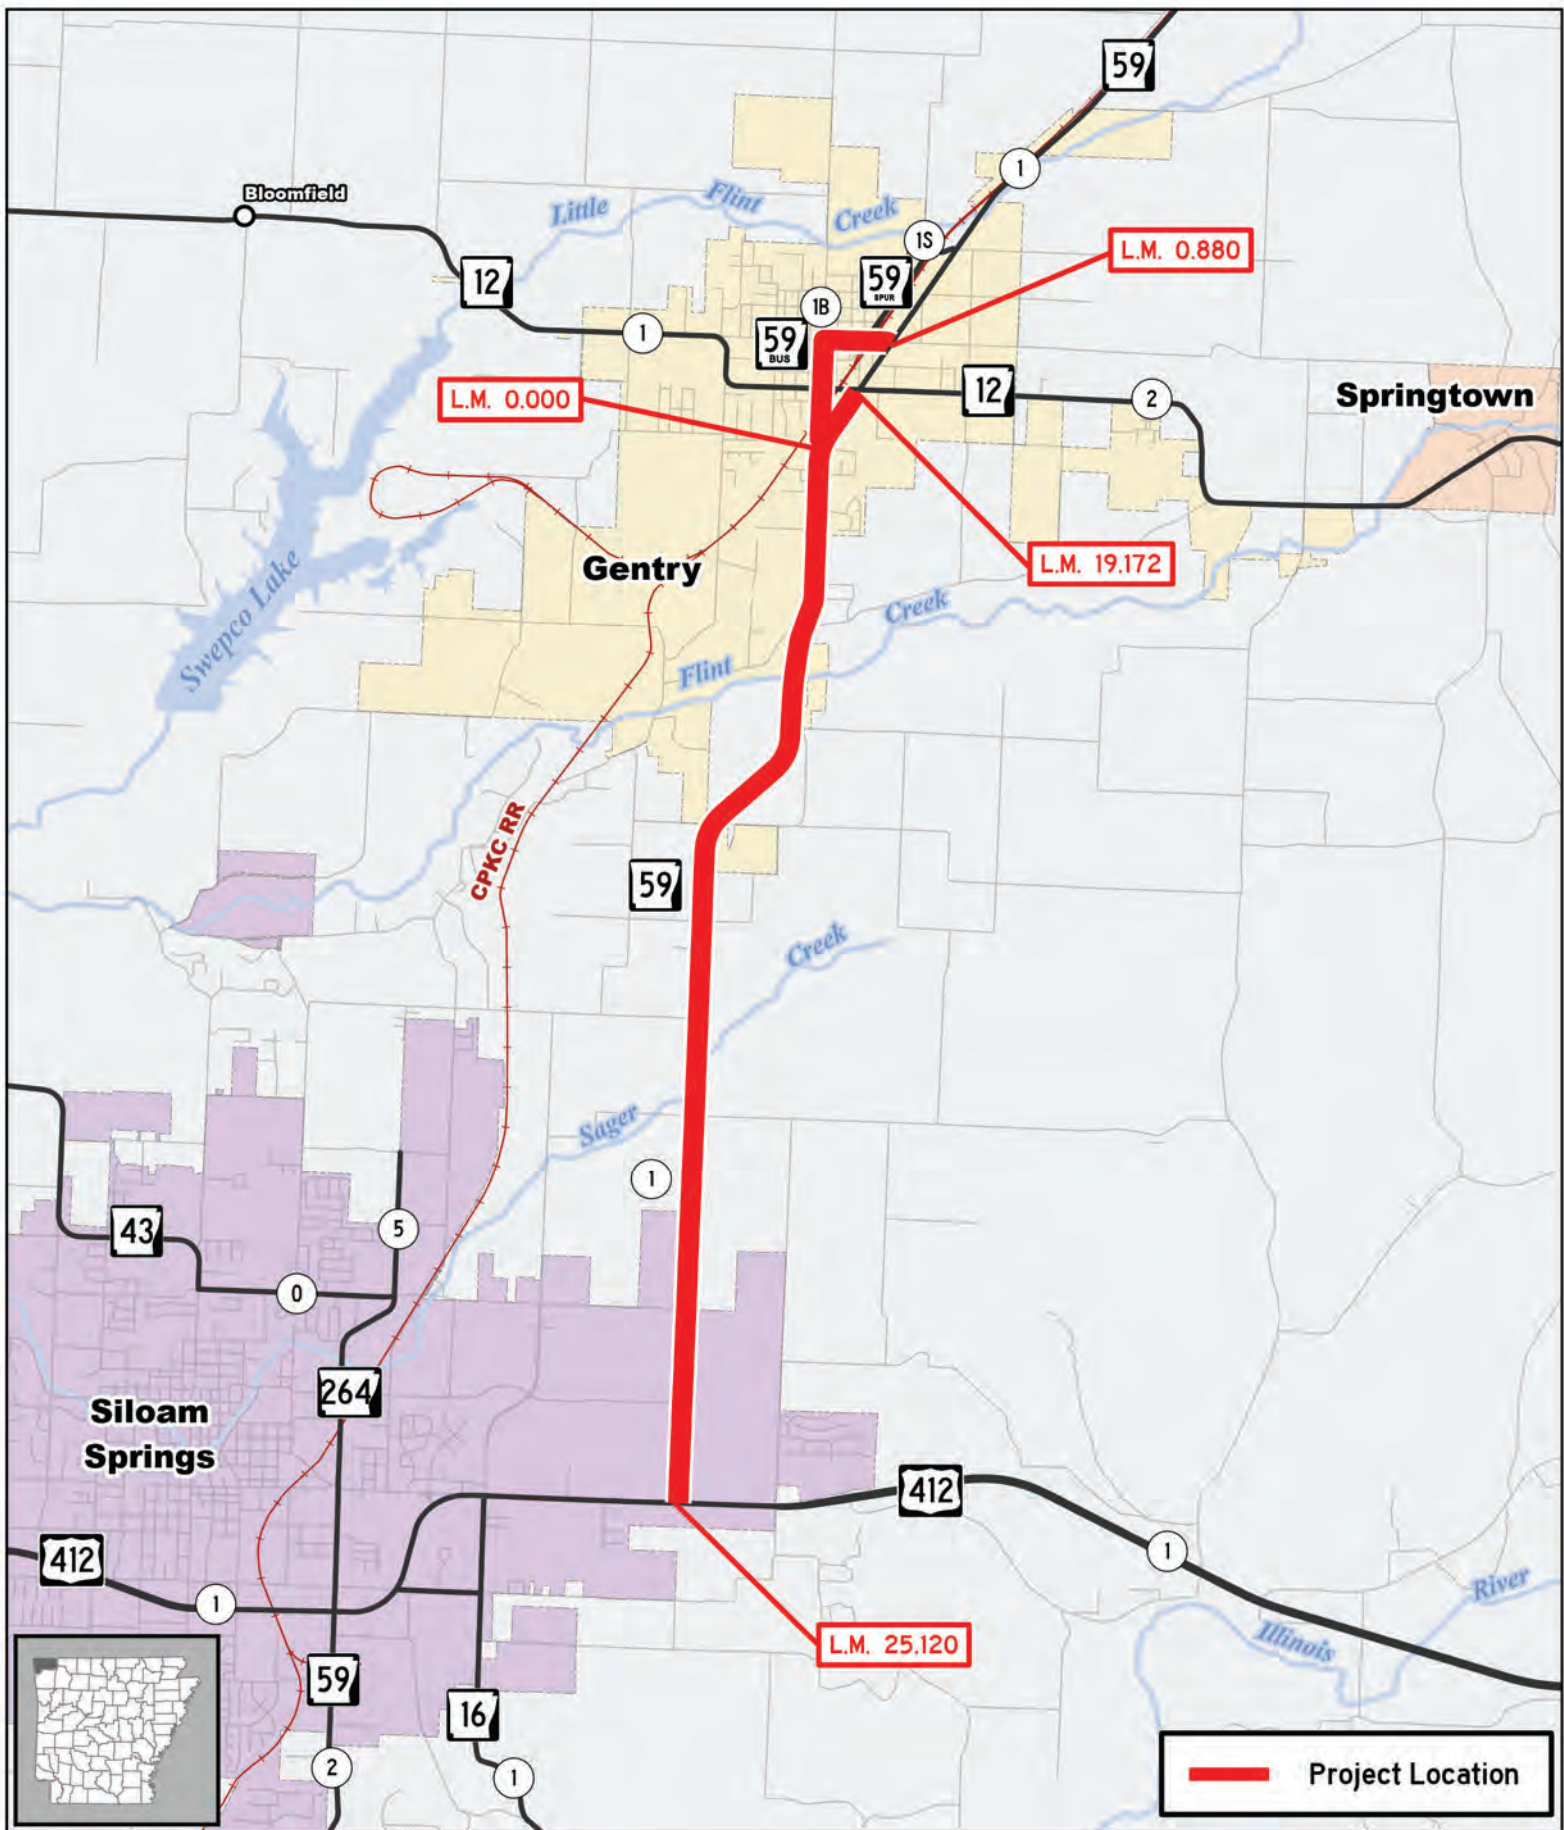 59
1
Bloomfield
Little
Flint
Creek
1S
L.M. 0.880
12
59
SPUR
1B
1
59
BUS
L.M. 0.000
12
2
Springtown
L.M. 19.172
Gentry
Swepco Lake
Creek
Flint
CPKC RR
59
Creek
Sager
1
43
5
0
264
Siloam
Springs
412
412
1
1
River
Illinois
L.M. 25.120
59
16
2
1
Project Location